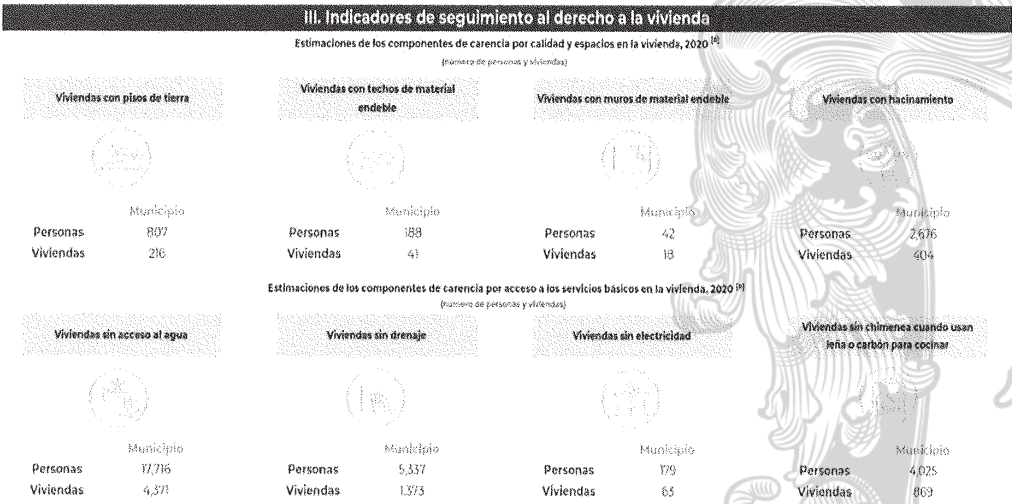 III. Indicadores de seguimiento al derecho a la vivienda
Estimaciones de los componentes de carencia por calidad y espacios en la vivienda, 2020 [6]
(número de personas y viviendas)
Viviendas con pisos de tierra
Viviendas con techos de material
endeble
Viviendas con muros de material endeble
Viviendas con hacinamiento
Municipio Municipio Municipio Municipio
Personas 807 Personas 188 Personas 42 Personas 2,676
Viviendas 216 Viviendas 41 Viviendas 18 Viviendas 404
Estimaciones de los componentes de carencia por acceso a los servicios básicos en la vivienda, 2020 [6]
(número de personas y viviendas)
Viviendas sin acceso al agua
Viviendas sin drenaje
Viviendas sin electricidad
Viviendas sin chimenea cuando usan
leña o carbón para cocinar
Municipio Municipio Municipio Municipio
Personas 17,716 Personas 5,337 Personas 179 Personas 4,025
Viviendas 4,371 Viviendas 1,373 Viviendas 63 Viviendas 869